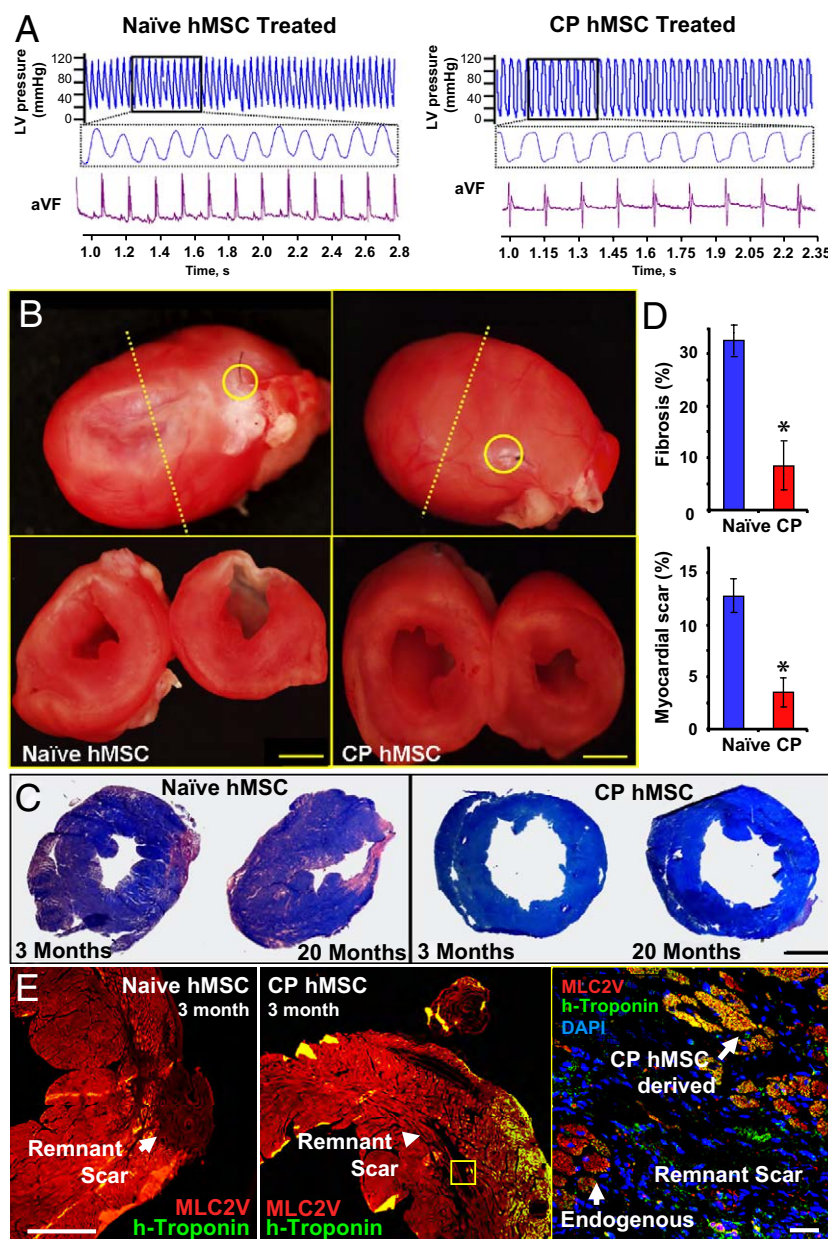 A
Naïve hMSC Treated
CP hMSC Treated
LV pressure
(mmHg)
120
80
40
0
LV pressure
(mmHg)
120
80
40
0
aVF
aVF
1.0 1.2 1.4 1.6 1.8 2.0 2.2 2.4 2.6 2.8
Time, s
1.0 1.15 1.3 1.45 1.6 1.75 1.9 2.05 2.2 2.35
Time, s
B
Naïve hMSC
CP hMSC
D
Fibrosis (%)
30
20
10
0
*
Naïve CP
Myocardial scar (%)
15
10
5
0
*
Naïve CP
C
Naïve hMSC
CP hMSC
3 Months
20 Months
3 Months
20 Months
E
Naive hMSC
3 month
Remnant
Scar
MLC2V
h-Troponin
CP hMSC
3 month
Remnant
Scar
MLC2V
h-Troponin
MLC2V
h-Troponin
DAPI
CP hMSC
derived
Remnant Scar
Endogenous